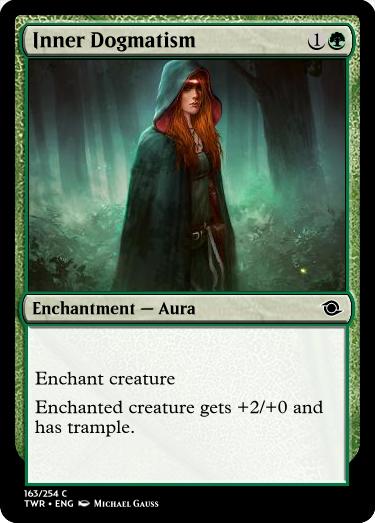 Inner Dogmatism 1
Enchantment — Aura
Enchant creature
Enchanted creature gets +2/+0 and
has trample.
163/254 C
TWR • ENG Michael Gauss